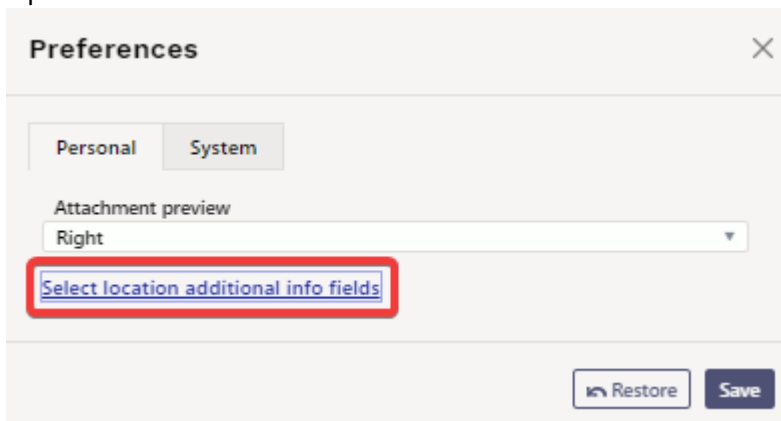 Preferences
Personal System
Attachment preview
Right
Select location additional info fields
Restore Save